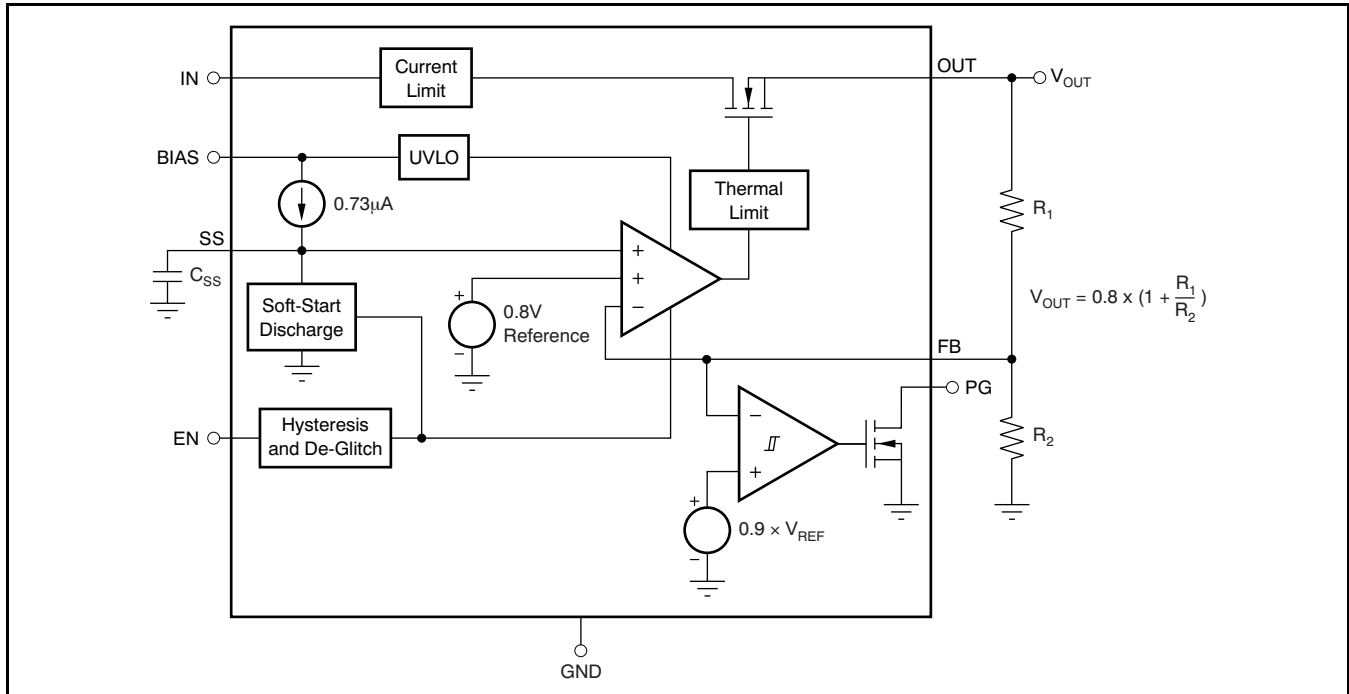 IN
Current
Limit
OUT
V_OUT
BIAS
UVLO
0.73μA
Thermal
Limit
R_1
SS
C_SS
+
+
−
Soft-Start
Discharge
+
0.8V
Reference
−
V_OUT = 0.8 x (1 + R_1/R_2)
FB
PG
EN
Hysteresis
and De-Glitch
−
+
R_2
+
0.9 × V_REF
−
GND